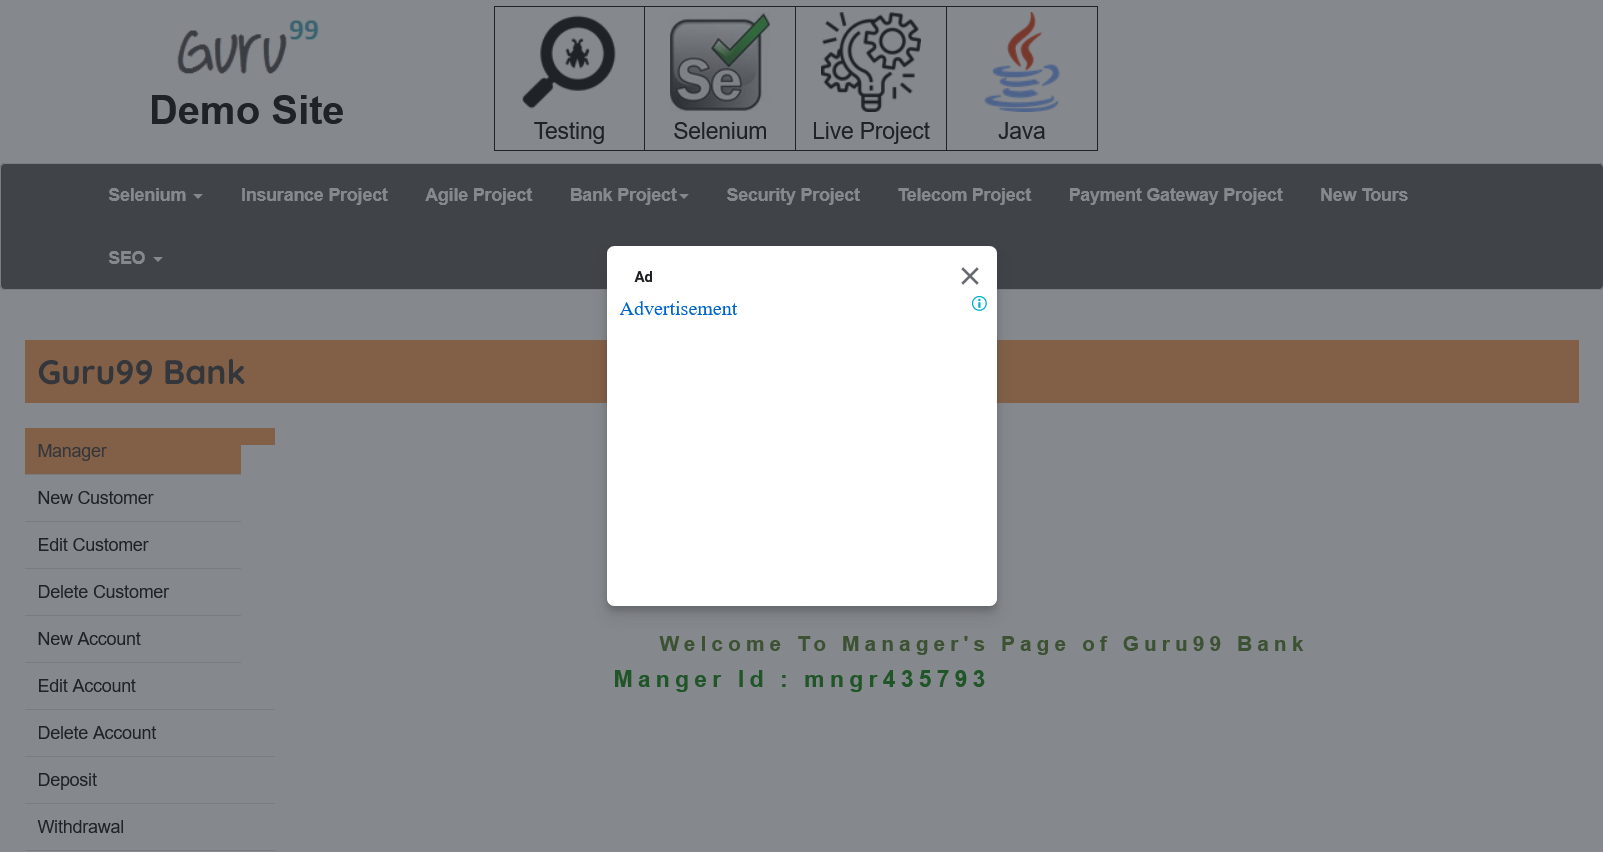 Guru99
Demo Site
Testing
Selenium
Live Project
Java
Selenium
Insurance Project
Agile Project
Bank Project
Security Project
Telecom Project
Payment Gateway Project
New Tours
SEO
Ad
Advertisement
Guru99 Bank
Manager
New Customer
Edit Customer
Delete Customer
New Account
Edit Account
Delete Account
Deposit
Withdrawal
Welcome To Manager's Page of Guru99 Bank
Manger Id : mngr435793